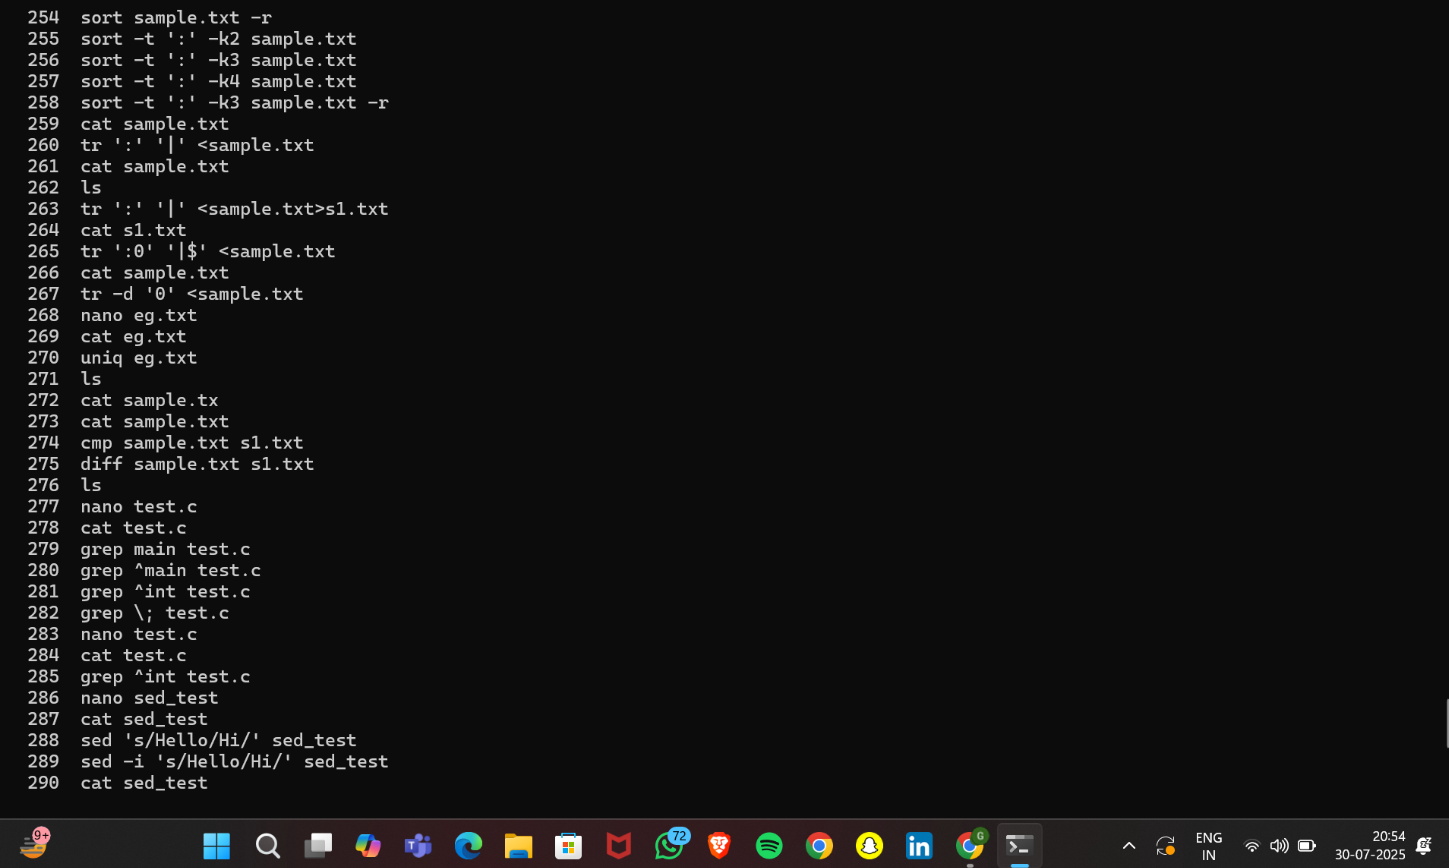 254 sort sample.txt -r
255 sort -t ':' -k2 sample.txt
256 sort -t ':' -k3 sample.txt
257 sort -t ':' -k4 sample.txt
258 sort -t ':' -k3 sample.txt -r
259 cat sample.txt
260 tr ':' '|' <sample.txt
261 cat sample.txt
262 ls
263 tr ':' '|' <sample.txt>s1.txt
264 cat s1.txt
265 tr ':0' '|$' <sample.txt
266 cat sample.txt
267 tr -d '0' <sample.txt
268 nano eg.txt
269 cat eg.txt
270 uniq eg.txt
271 ls
272 cat sample.tx
273 cat sample.txt
274 cmp sample.txt s1.txt
275 diff sample.txt s1.txt
276 ls
277 nano test.c
278 cat test.c
279 grep main test.c
280 grep ^main test.c
281 grep ^int test.c
282 grep \; test.c
283 nano test.c
284 cat test.c
285 grep ^int test.c
286 nano sed_test
287 cat sed_test
288 sed 's/Hello/Hi/' sed_test
289 sed -i 's/Hello/Hi/' sed_test
290 cat sed_test
9+
72
G
ENG
IN
20:54
30-07-2025